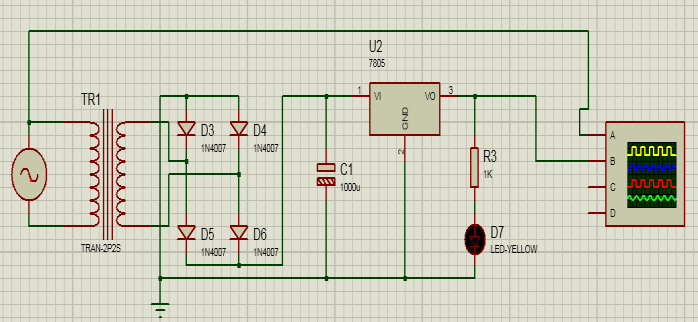 U2
7805
TR1
1
VI
VO
3
GND
2
A
B
C
D
D3
1N4007
D4
1N4007
C1
1000u
R3
1K
D5
1N4007
D6
1N4007
D7
LED-YELLOW
TRAN-2P2S